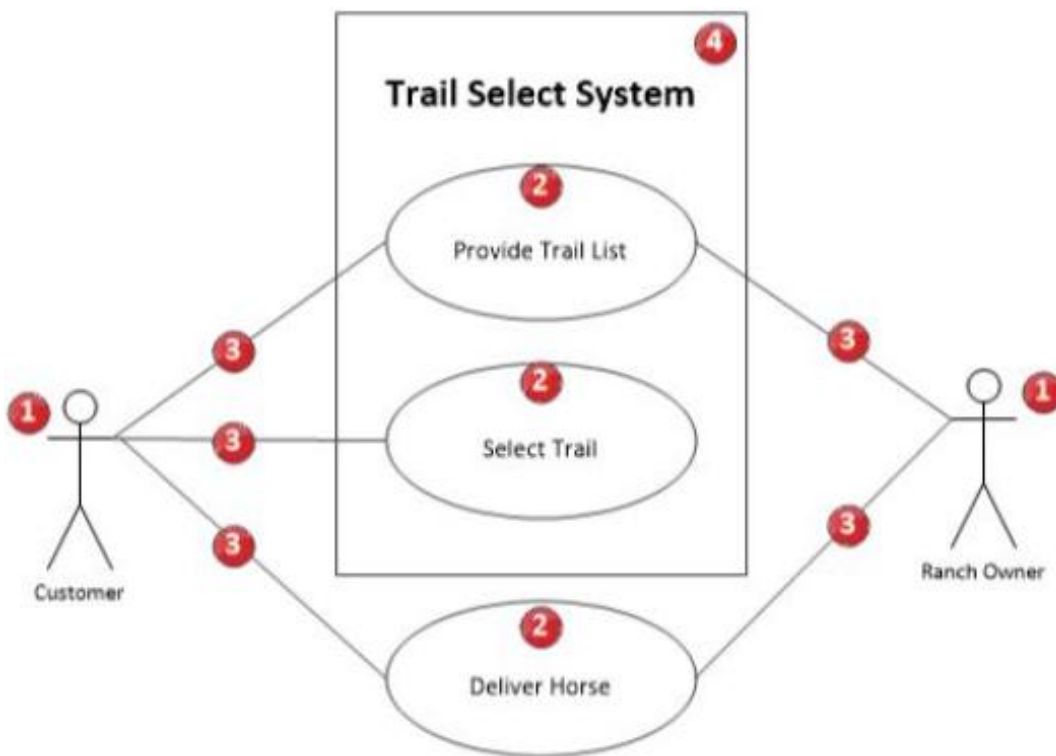 4
Trail Select System
2
Provide Trail List
3
3
1
2
1
3
Select Trail
3
3
Customer
Ranch Owner
2
Deliver Horse